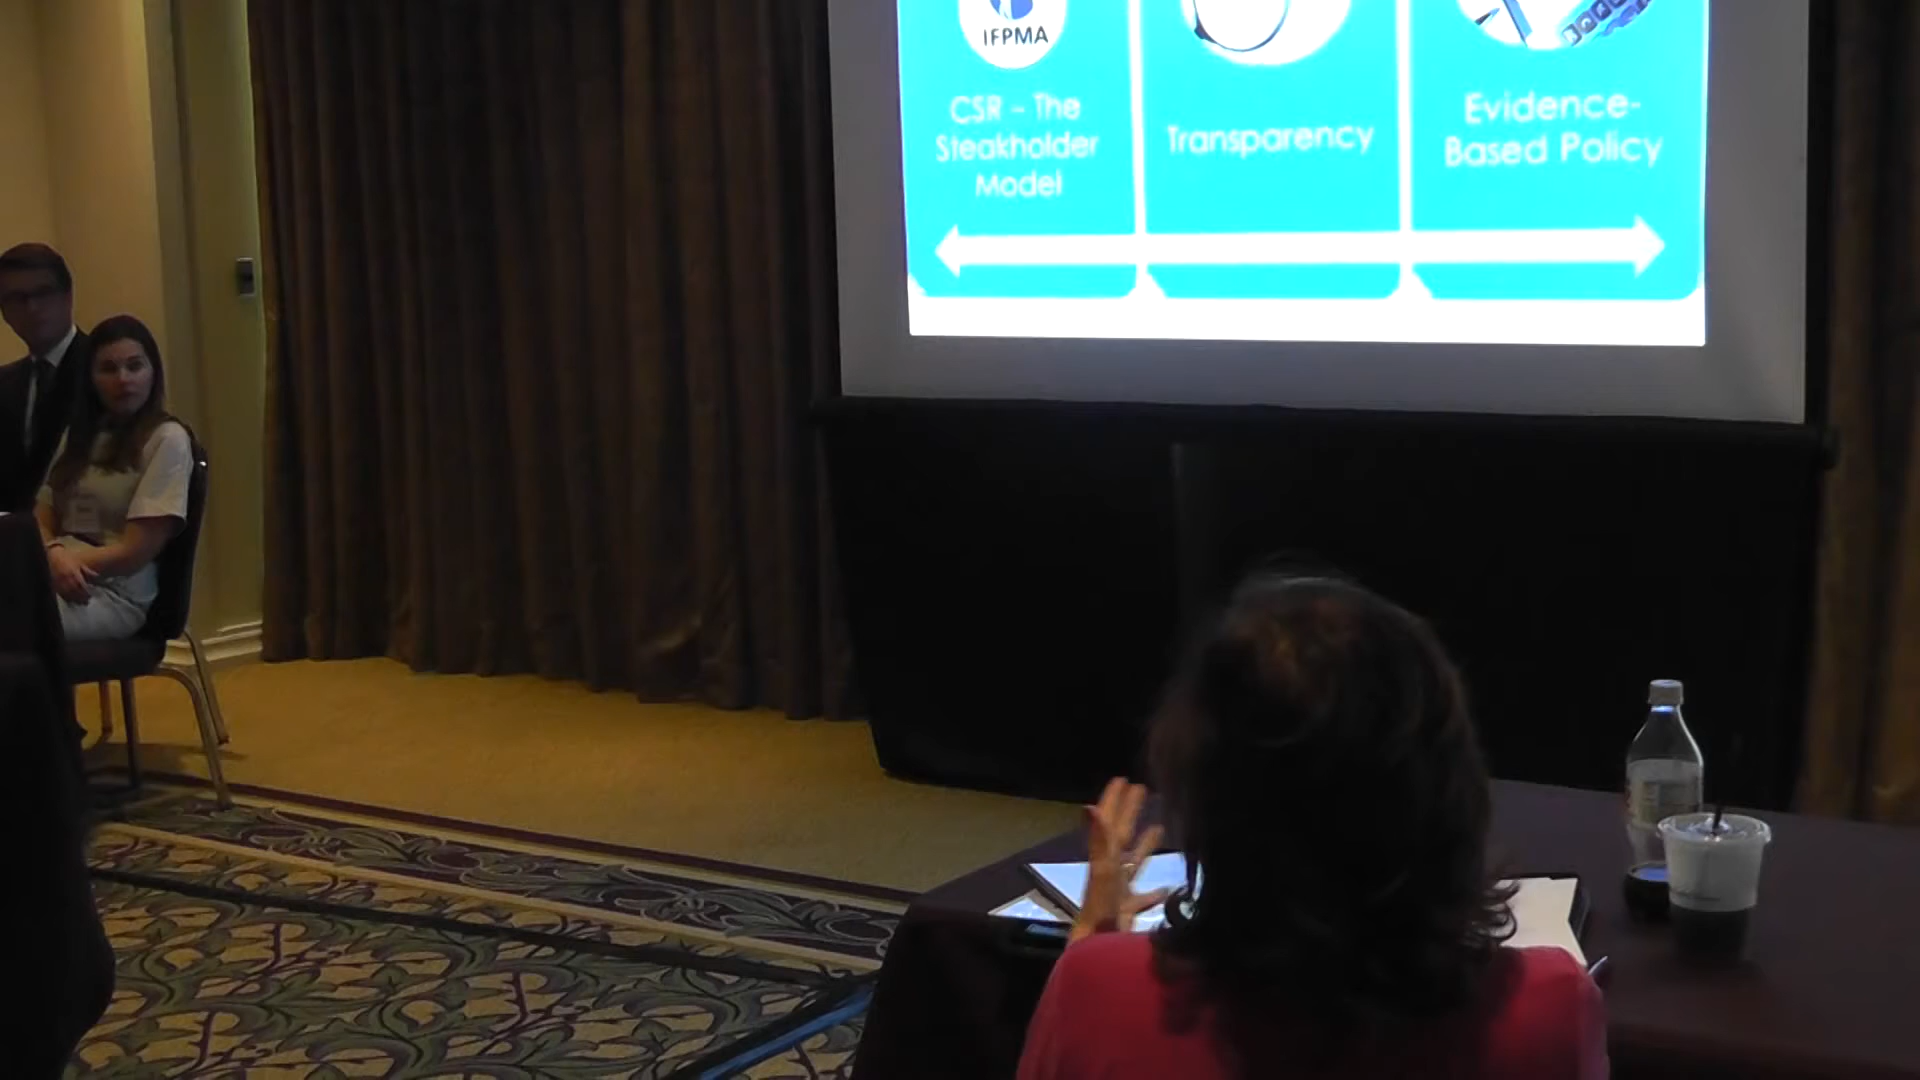 IFPMA
CSR – The
Steakholder
Model
Transparency
Evidence-
Based Policy